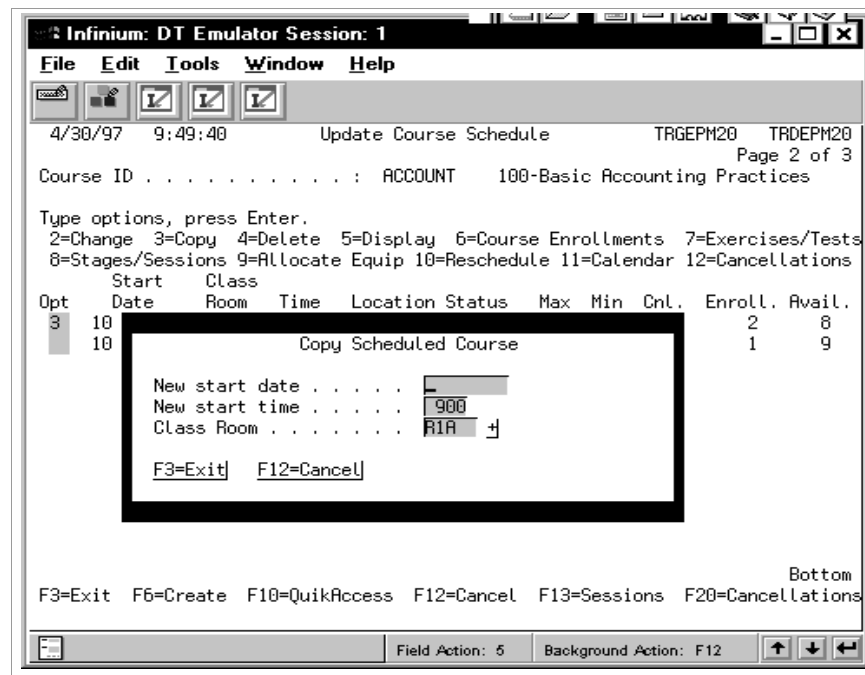 Infinium: DT Emulator Session: 1
File Edit Tools Window Help
4/30/97 9:49:40 Update Course Schedule TRGEPM20 TRDEPM20
Page 2 of 3
Course ID . . . . . . . . . . . : ACCOUNT 100-Basic Accounting Practices
Type options, press Enter.
2=Change 3=Copy 4=Delete 5=Display 6=Course Enrollments 7=Exercises/Tests
8=Stages/Sessions 9=Allocate Equip 10=Reschedule 11=Calendar 12=Cancellations
Start Class
Opt Date Room Time Location Status Max Min Cnl. Enroll. Avail.
3 10 2 8
10 1 9
Copy Scheduled Course
New start date . . . . .
New start time . . . . . 900
Class Room . . . . . . . R1A +
F3=Exit F12=Cancel
Bottom
F3=Exit F6=Create F10=QuikAccess F12=Cancel F13=Sessions F20=Cancellations
Field Action: 5 Background Action: F12